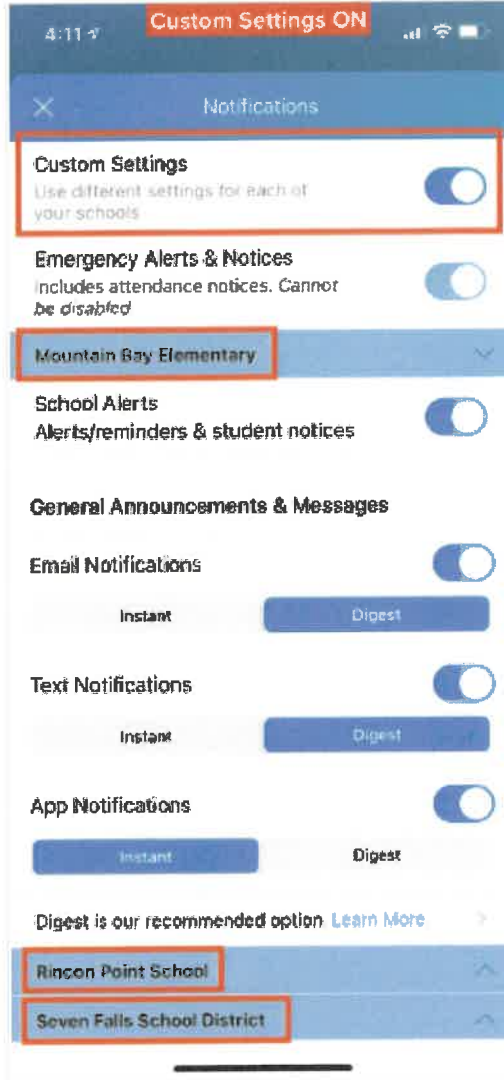 Custom Settings ON
4:11
Notifications
Custom Settings
Use different settings for each of
your schools
Emergency Alerts & Notices
Includes attendance notices. Cannot
be disabled
Mountain Bay Elementary
School Alerts
Alerts/reminders & student notices
General Announcements & Messages
Email Notifications
Instant Digest
Text Notifications
Instant Digest
App Notifications
Instant Digest
Digest is our recommended option Learn More
Rincon Point School
Seven Falls School District